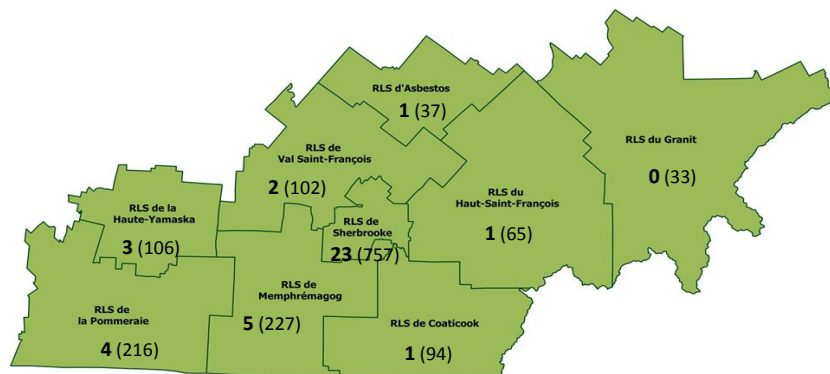 RLS d'Asbestos
1 (37)
RLS du Granit
0 (33)
RLS de
Val Saint-François
2 (102)
RLS du
Haut-Saint-François
1 (65)
RLS de la
Haute-Yamaska
3 (106)
RLS de
Sherbrooke
23 (757)
RLS de
la Pommeraie
4 (216)
RLS de
Memphrémagog
5 (227)
RLS de Coaticook
1 (94)